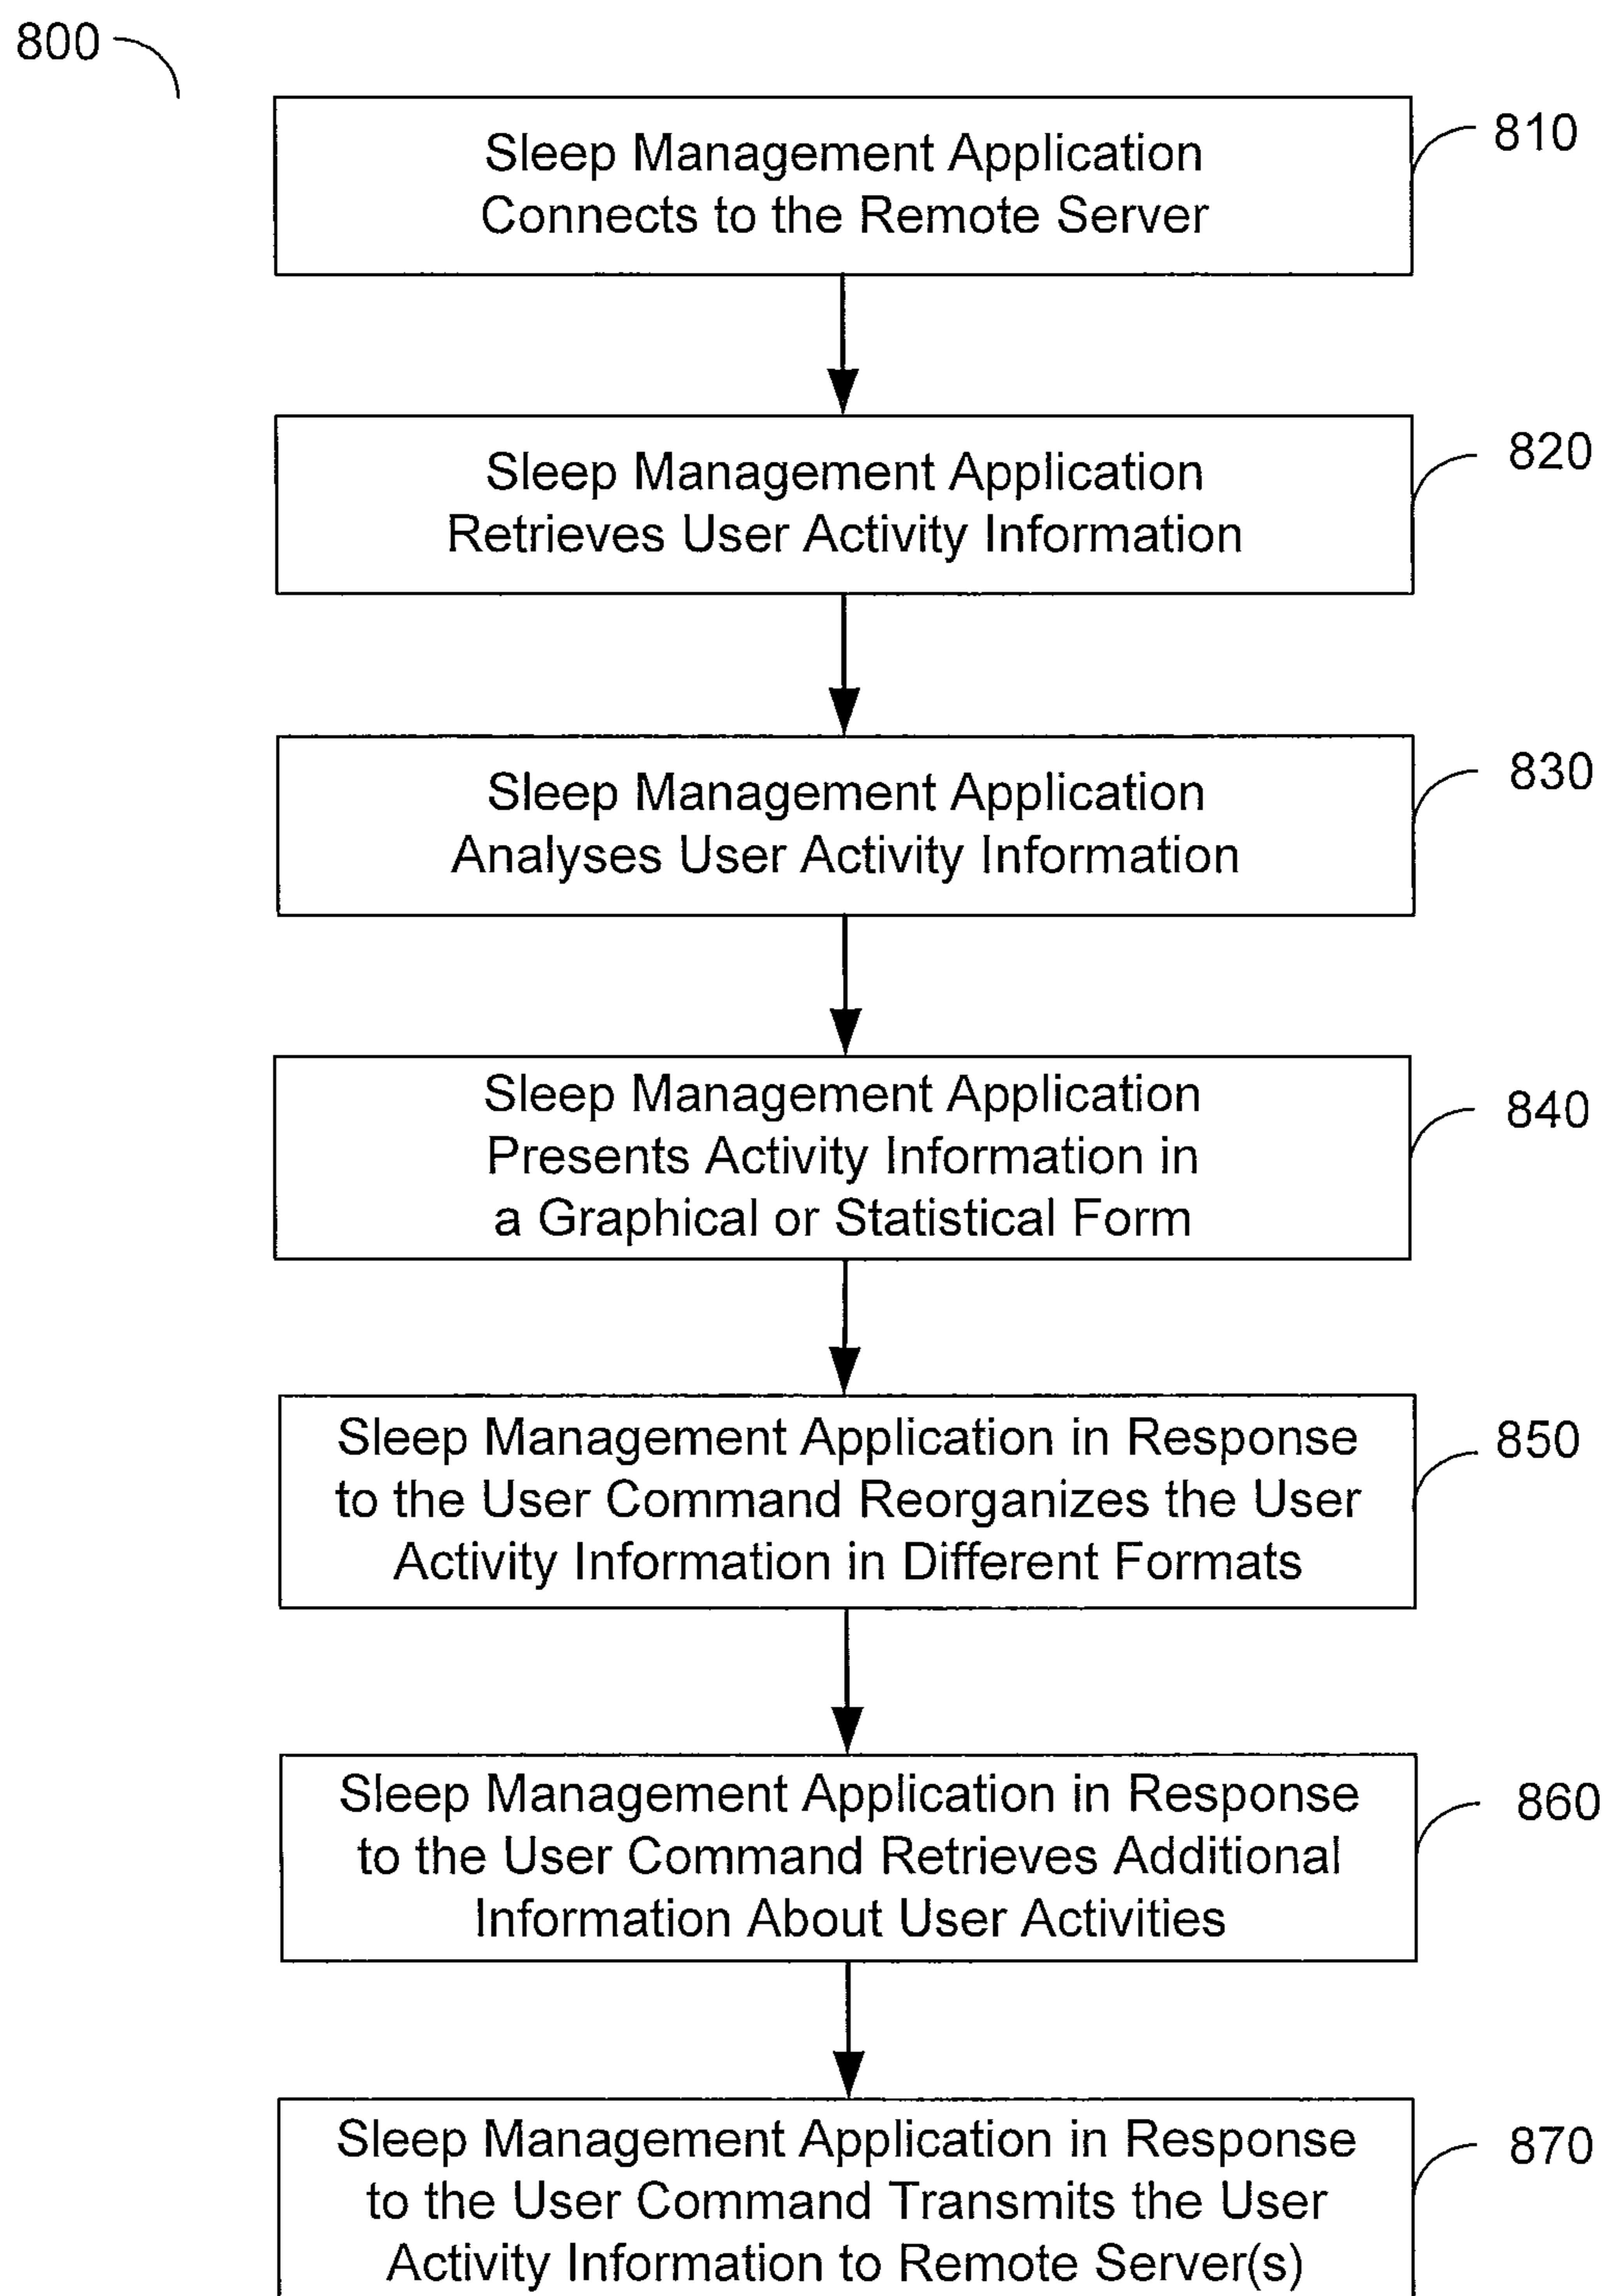 800
Sleep Management Application
Connects to the Remote Server
810
Sleep Management Application
Retrieves User Activity Information
820
Sleep Management Application
Analyses User Activity Information
830
Sleep Management Application
Presents Activity Information in
a Graphical or Statistical Form
840
Sleep Management Application in Response
to the User Command Reorganizes the User
Activity Information in Different Formats
850
Sleep Management Application in Response
to the User Command Retrieves Additional
Information About User Activities
860
Sleep Management Application in Response
to the User Command Transmits the User
Activity Information to Remote Server(s)
870